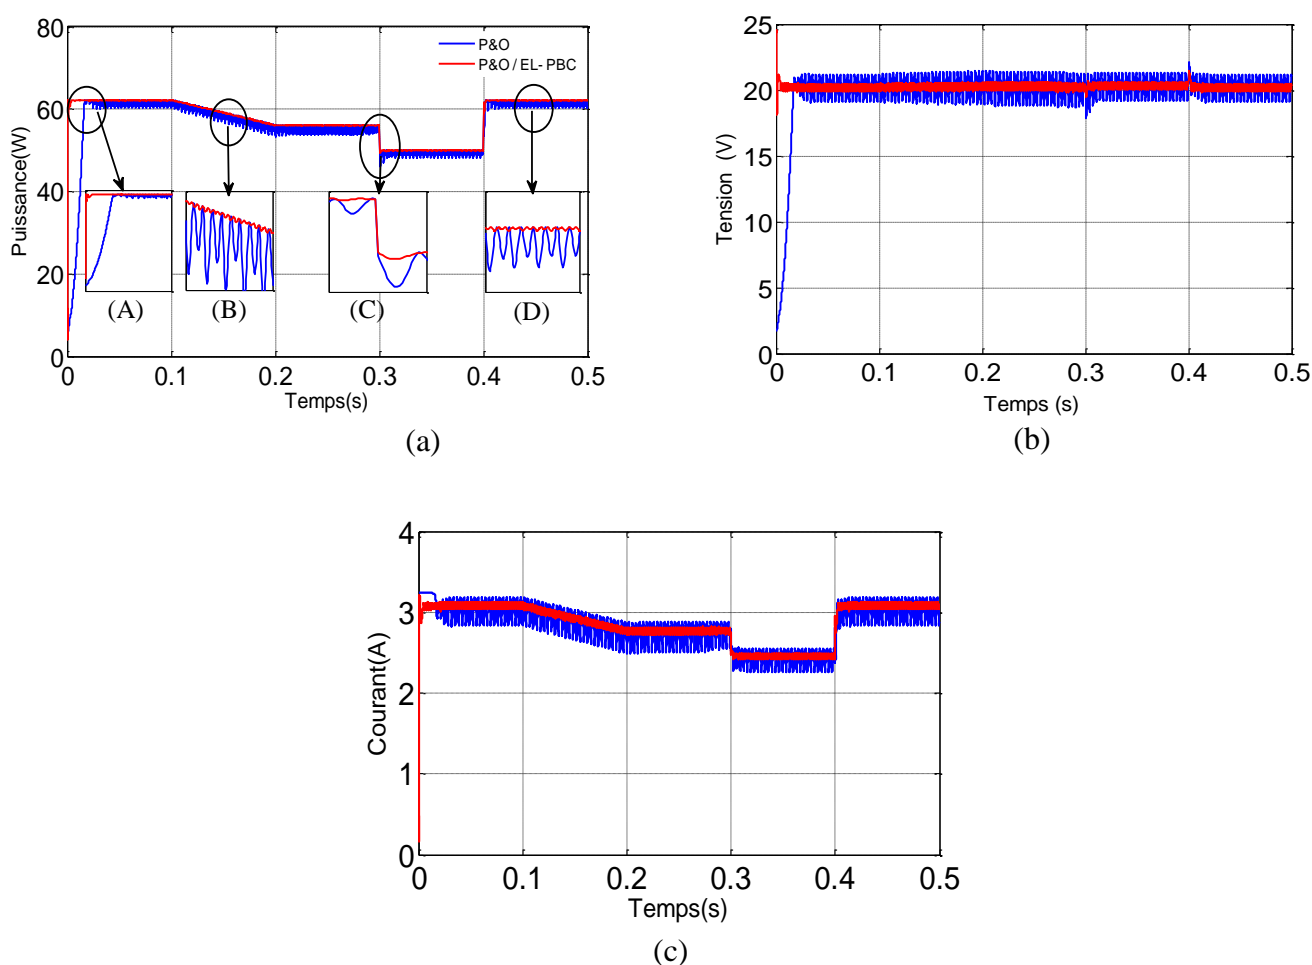 80
60
40
20
0
Puissance(W)
P&O
P&O / EL- PBC
(A)
(B)
(C)
(D)
0 0.1 0.2 0.3 0.4 0.5
Temps(s)
(a)
25
20
15
10
5
0
Tension (V)
0 0.1 0.2 0.3 0.4 0.5
Temps (s)
(b)
4
3
2
1
0
Courant(A)
0 0.1 0.2 0.3 0.4 0.5
Temps(s)
(c)